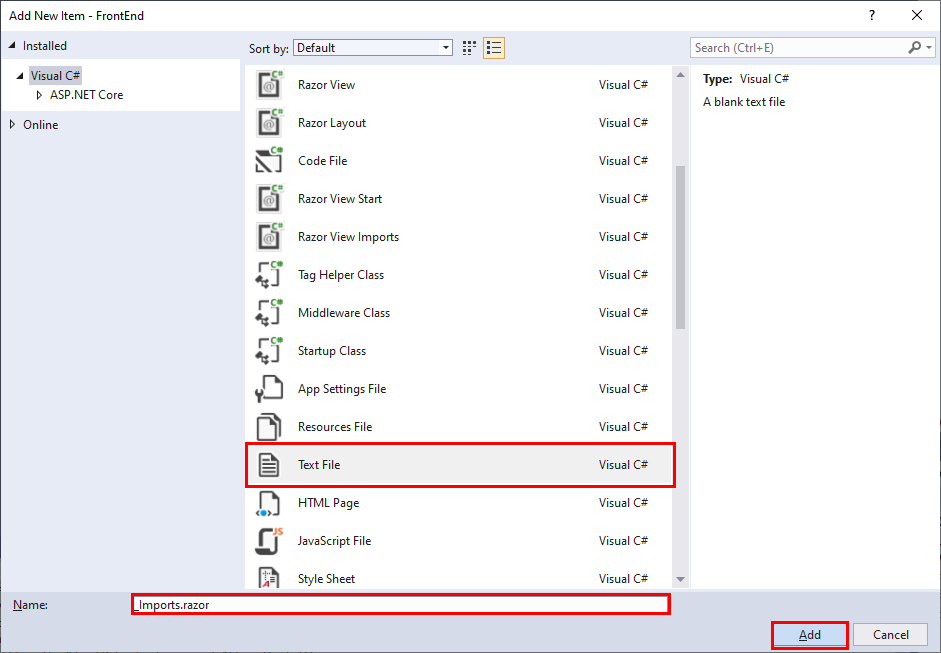 Add New Item - FrontEnd
?
Installed
Sort by: Default
Search (Ctrl+E)
Visual C#
ASP.NET Core
Online
Razor View Visual C#
Razor Layout Visual C#
Code File Visual C#
Razor View Start Visual C#
Razor View Imports Visual C#
Tag Helper Class Visual C#
Middleware Class Visual C#
Startup Class Visual C#
App Settings File Visual C#
Resources File Visual C#
Text File Visual C#
HTML Page Visual C#
JavaScript File Visual C#
Style Sheet Visual C#
Type: Visual C#
A blank text file
Name: _Imports.razor
Add
Cancel